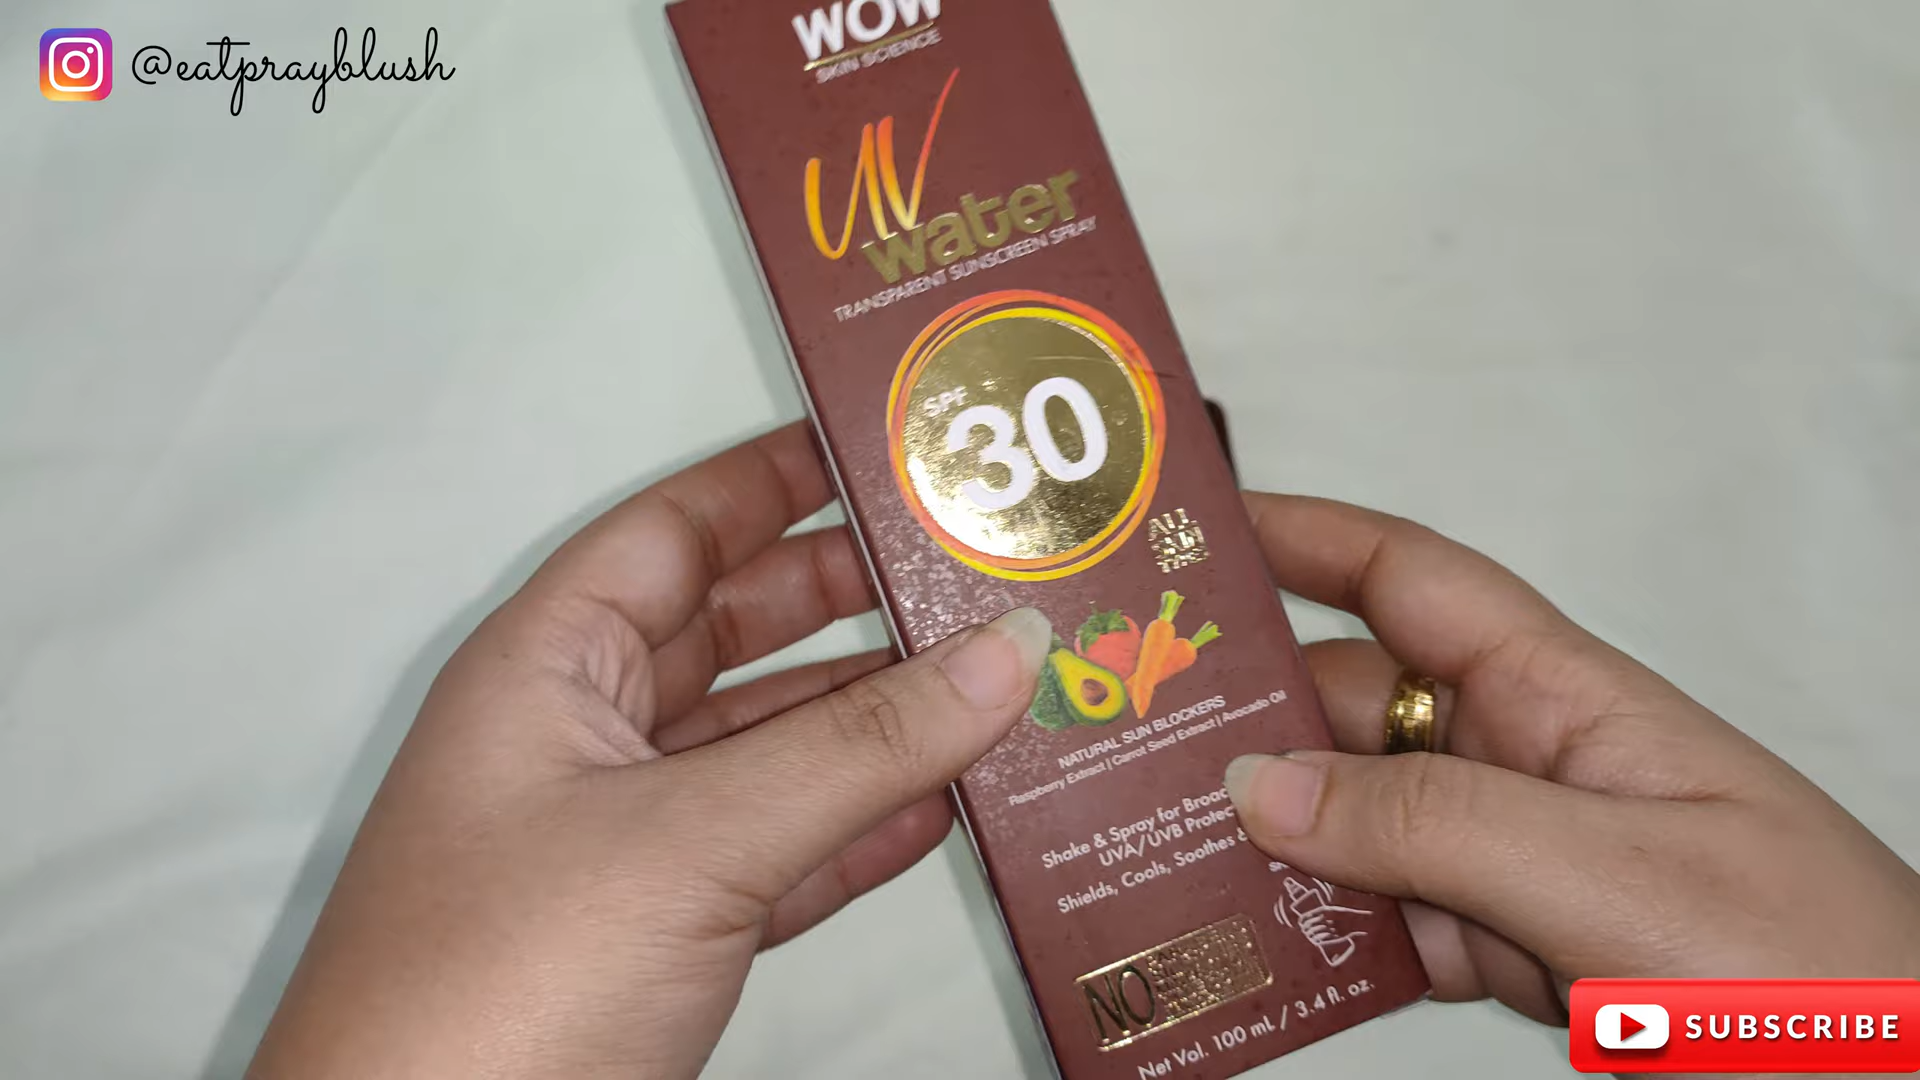 @eatprayblush
WOW
SKIN SCIENCE
UV
water
TRANSPARENT SUNSCREEN SPRAY
SPF
30
ALL
SKIN
NATURAL SUN BLOCKERS
Raspberry Extract | Carrot Seed Extract | Avocado Oil
Shake & Spray for Broad
UVA/UVB Protec
Shields, Cools, Soothes &
NO
Net Vol. 100 mL / 3.4 fl. oz.
SUBSCRIBE